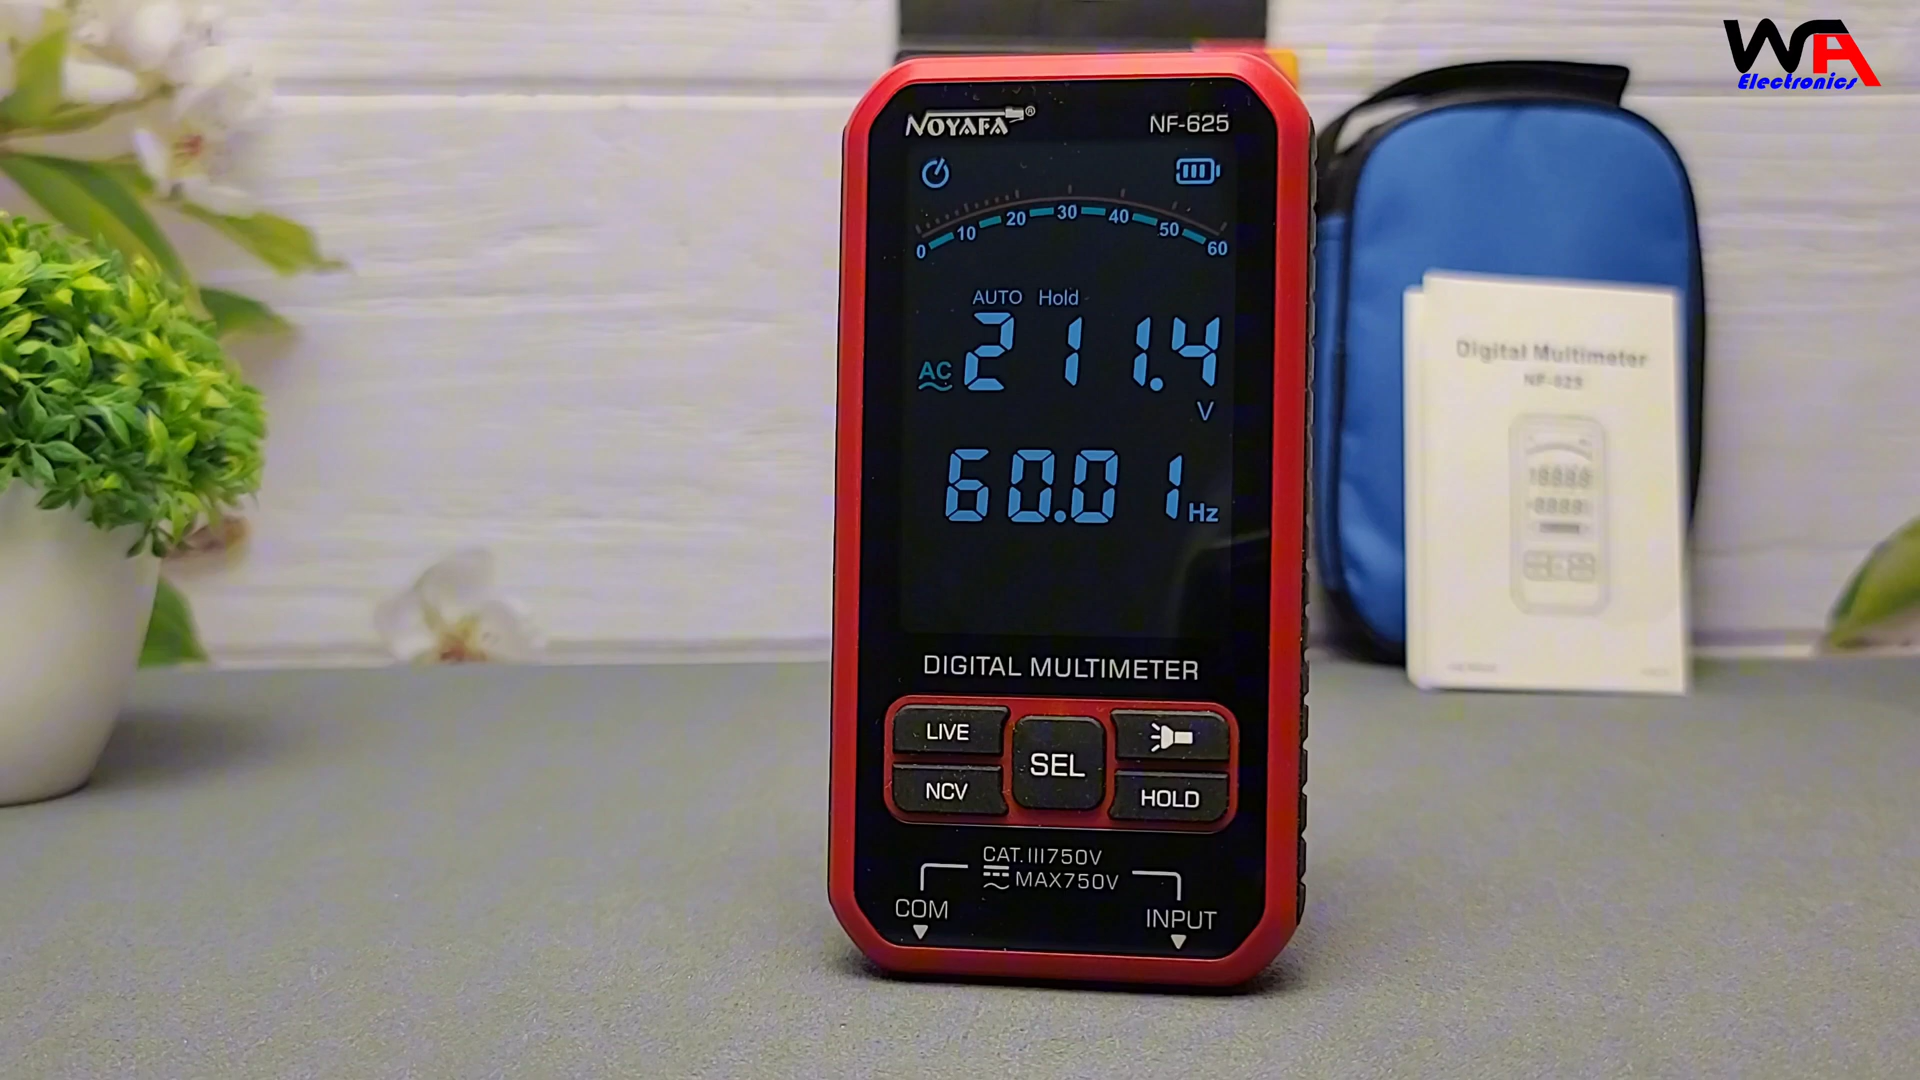 WA
Electronics
NOYAFA®
NF-625
0 10 20 30 40 50 60
AUTO Hold
AC 211.4
V
60.01 Hz
DIGITAL MULTIMETER
LIVE
NCV
SEL
HOLD
CAT.III750V
MAX750V
COM
INPUT
Digital Multimeter